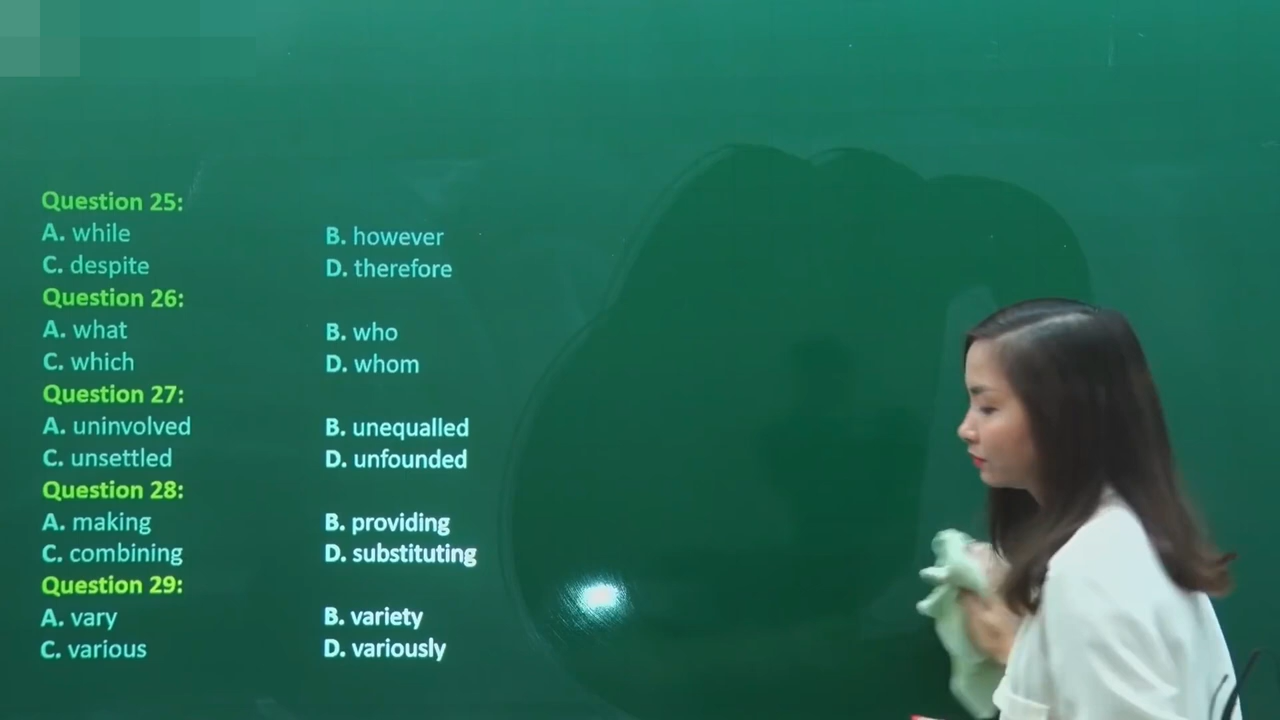 Question 25:
A. while B. however
C. despite D. therefore
Question 26:
A. what B. who
C. which D. whom
Question 27:
A. uninvolved B. unequalled
C. unsettled D. unfounded
Question 28:
A. making B. providing
C. combining D. substituting
Question 29:
A. vary B. variety
C. various D. variously